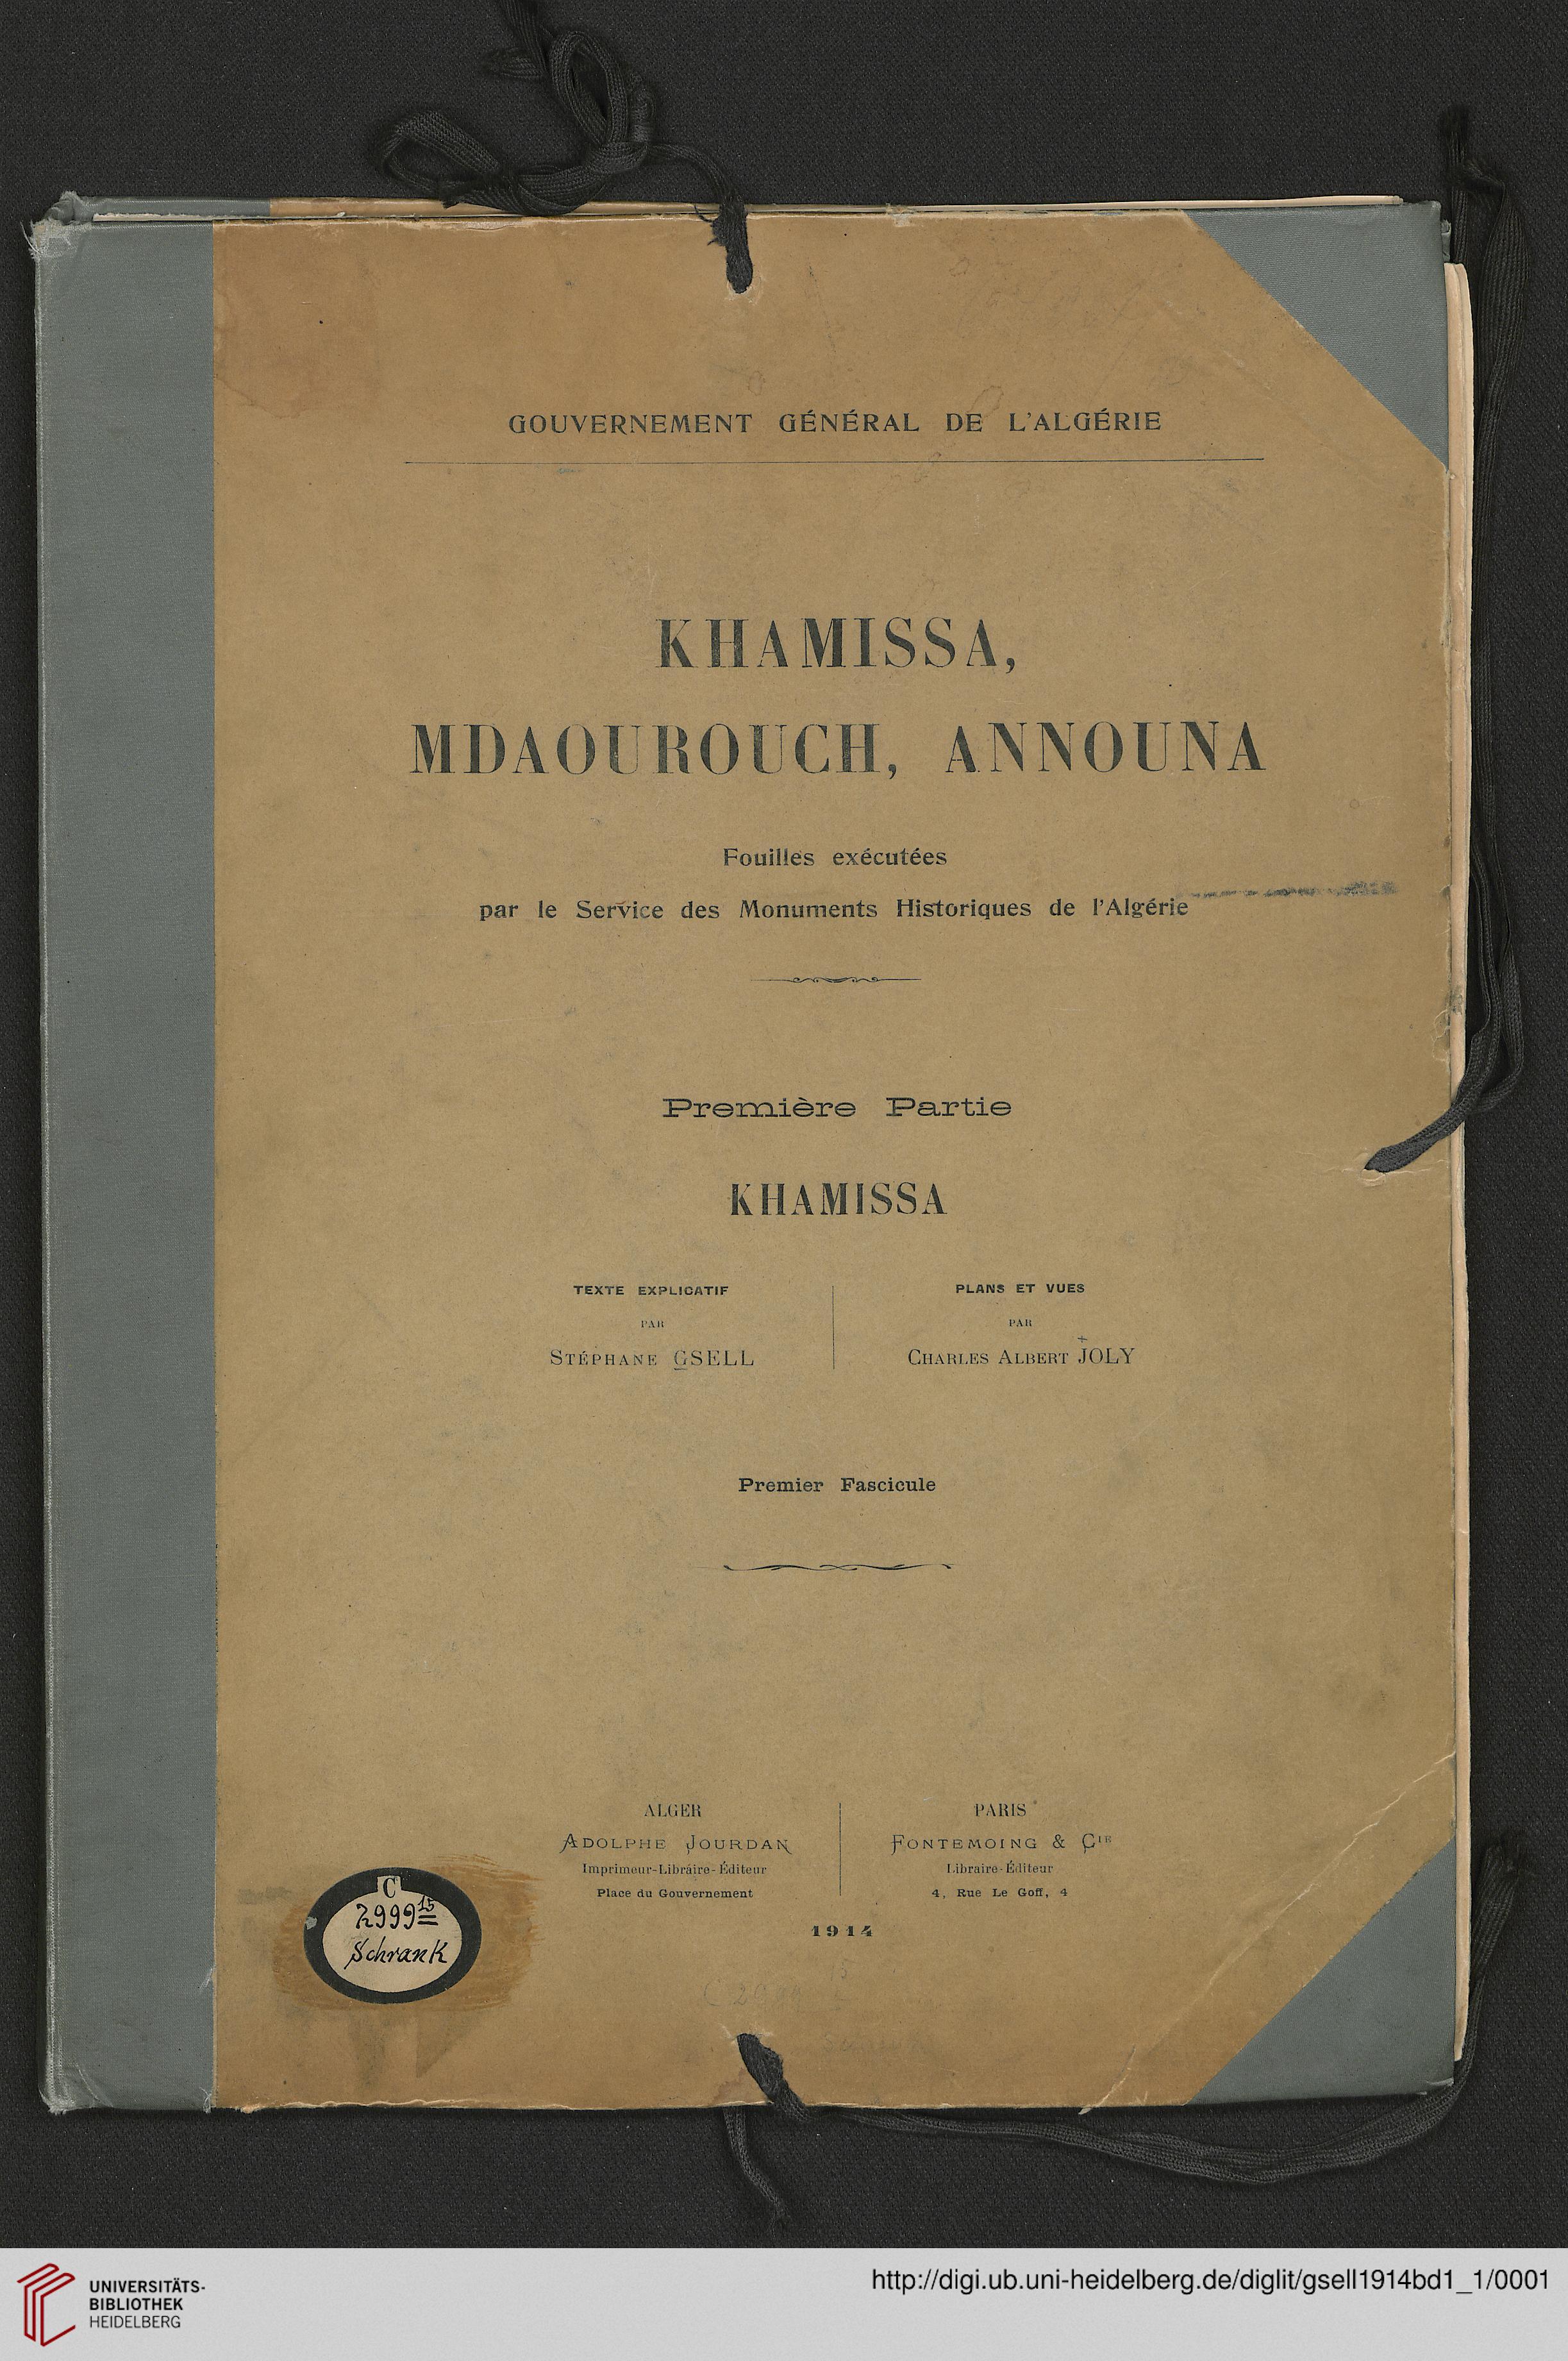 GOUVERNEMENT GÉNÉRAL DE L'ALGÉRIE
KHAMISSA,
MDAOUROUCH, ANNOUNA
Fouilles exécutées
par le Service des Monuments Historiques de l'Algérie
Première Partie
KHAMISSA
TEXTE EXPLICATIF
PAR
STÉPHANE GSELL
PLANS ET VUES
PAR
CHARLES ALBERT JOLY
Premier Fascicule
ALGER
ADOLPHE JOURDAN
Imprimeur-Libraire-Éditeur
Place du Gouvernement
PARIS
FONTEMOING & CIE
Libraire-Éditeur
4, Rue Le Goff, 4
1914
C
2999 15
Schrank
UNIVERSITÄTS-
BIBLIOTHEK
HEIDELBERG
http://digi.ub.uni-heidelberg.de/diglit/gsell1914bd1_1/0001